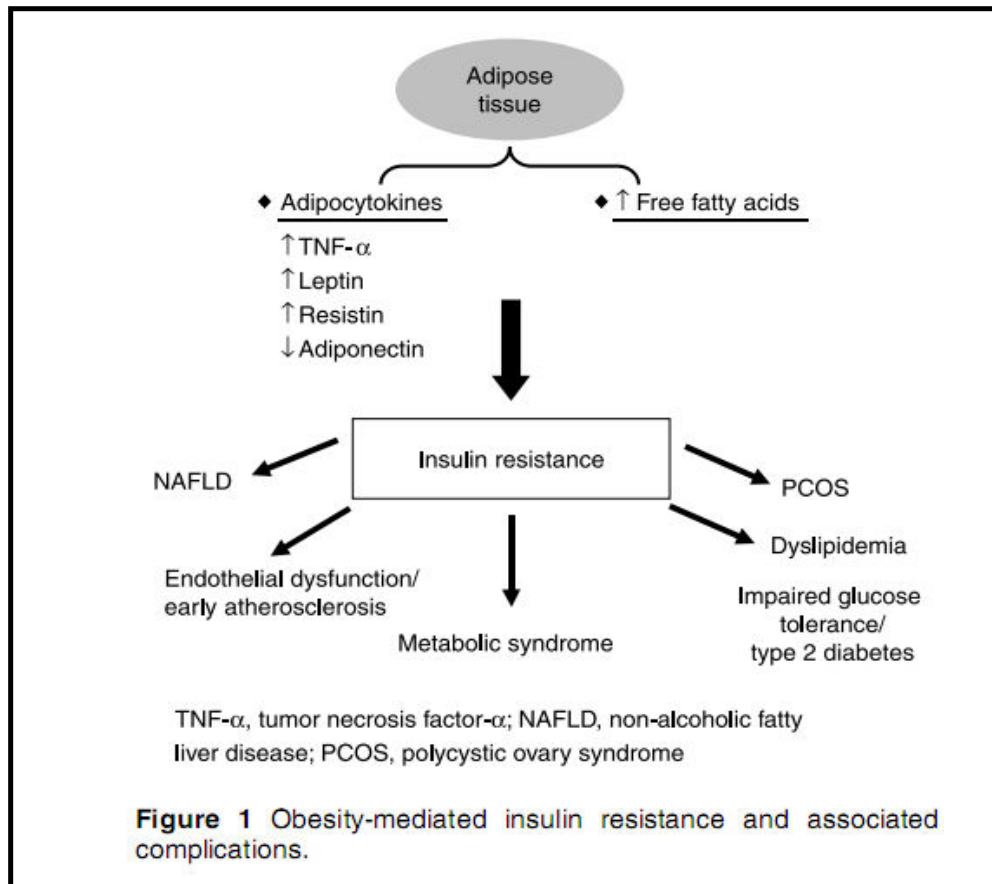 Adipose
tissue
◆ Adipocytokines
↑TNF-α
↑Leptin
↑Resistin
↓Adiponectin
◆ ↑ Free fatty acids
Insulin resistance
NAFLD
PCOS
Endothelial dysfunction/
early atherosclerosis
Metabolic syndrome
Dyslipidemia
Impaired glucose
tolerance/
type 2 diabetes
TNF-α, tumor necrosis factor-α; NAFLD, non-alcoholic fatty
liver disease; PCOS, polycystic ovary syndrome
Figure 1 Obesity-mediated insulin resistance and associated
complications.